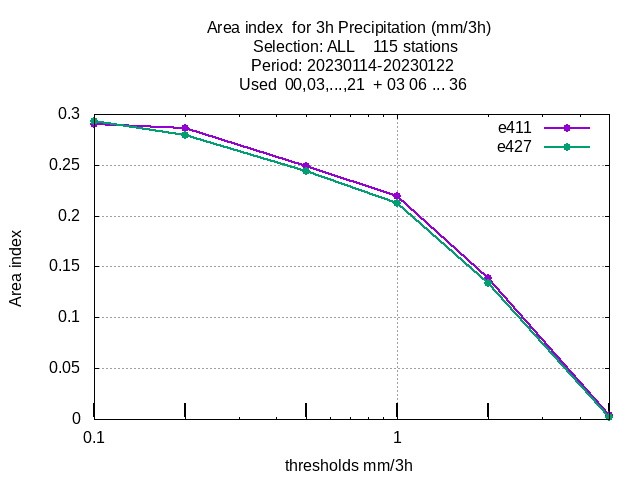 Area index  for 3h Precipitation (mm/3h)
Selection: ALL    115 stations
Period: 20230114-20230122
Used  00,03,...,21  + 03 06 ... 36
e411
e427
0.3
0.25
0.2
0.15
0.1
0.05
0
Area index
0.1
1
thresholds mm/3h